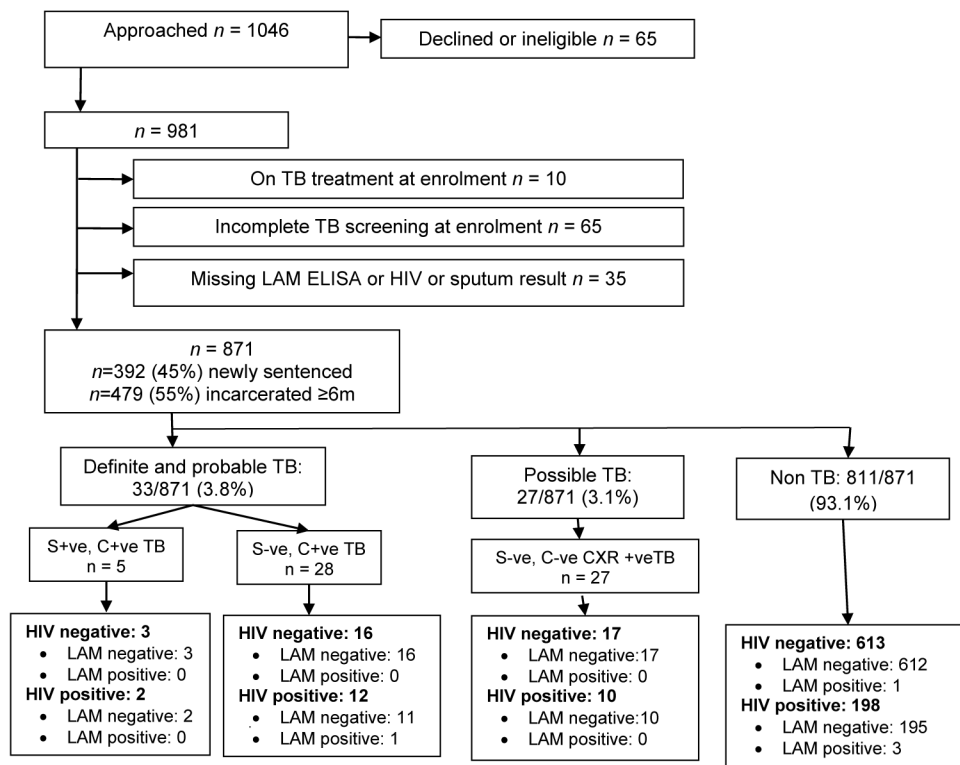 Approached n = 1046
Declined or ineligible n = 65
n = 981
On TB treatment at enrolment n = 10
Incomplete TB screening at enrolment n = 65
Missing LAM ELISA or HIV or sputum result n = 35
n = 871
n=392 (45%) newly sentenced
n=479 (55%) incarcerated ≥6m
Definite and probable TB:
33/871 (3.8%)
Possible TB:
27/871 (3.1%)
Non TB: 811/871
(93.1%)
S+ve, C+ve TB
n = 5
S-ve, C+ve TB
n = 28
S-ve, C-ve CXR +veTB
n = 27
HIV negative: 3
• LAM negative: 3
• LAM positive: 0
HIV positive: 2
• LAM negative: 2
• LAM positive: 0
HIV negative: 16
• LAM negative: 16
• LAM positive: 0
HIV positive: 12
• LAM negative: 11
• LAM positive: 1
HIV negative: 17
• LAM negative:17
• LAM positive: 0
HIV positive: 10
• LAM negative:10
• LAM positive: 0
HIV negative: 613
• LAM negative: 612
• LAM positive: 1
HIV positive: 198
• LAM negative: 195
• LAM positive: 3